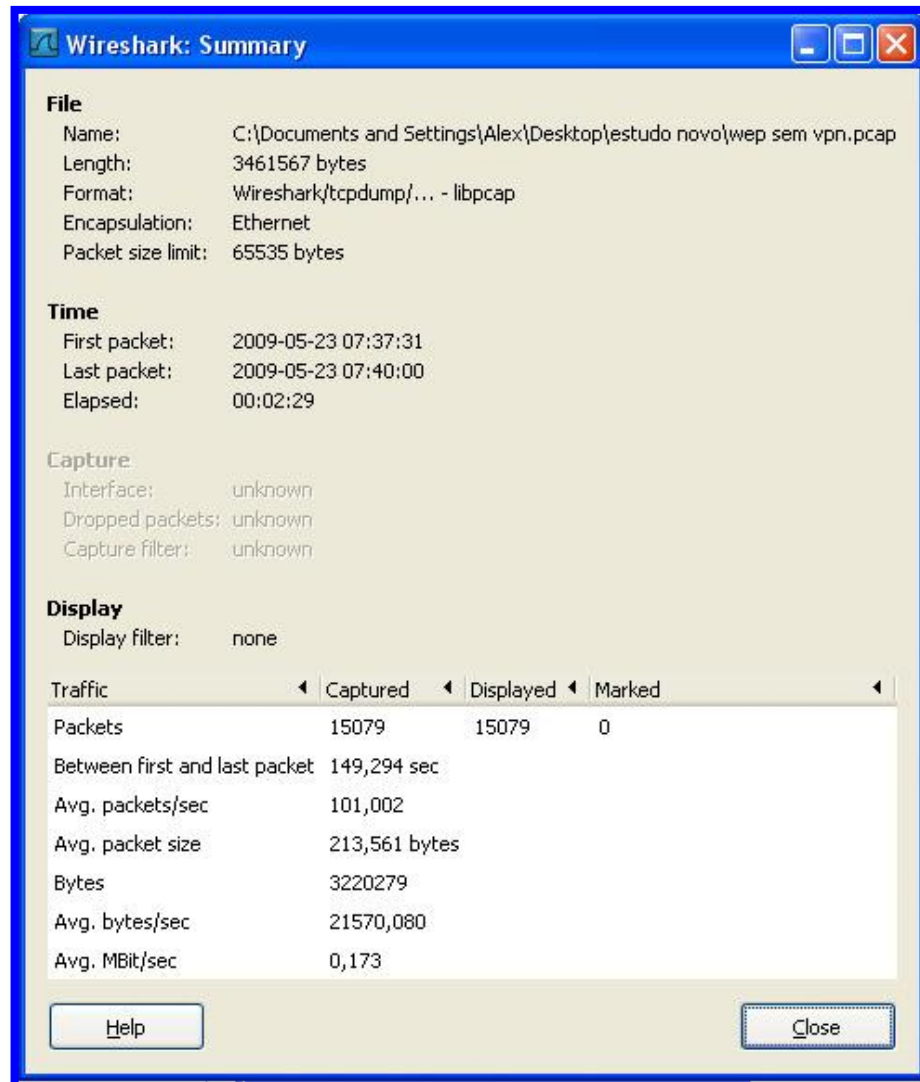 Wireshark: Summary
File
Name: C:\Documents and Settings\Alex\Desktop\estudo novo\wep sem vpn.pcap
Length: 3461567 bytes
Format: Wireshark/tcpdump/... - libpcap
Encapsulation: Ethernet
Packet size limit: 65535 bytes
Time
First packet: 2009-05-23 07:37:31
Last packet: 2009-05-23 07:40:00
Elapsed: 00:02:29
Capture
Interface: unknown
Dropped packets: unknown
Capture filter: unknown
Display
Display filter: none
Traffic Captured Displayed Marked
Packets 15079 15079 0
Between first and last packet 149,294 sec
Avg. packets/sec 101,002
Avg. packet size 213,561 bytes
Bytes 3220279
Avg. bytes/sec 21570,080
Avg. MBit/sec 0,173
Help Close